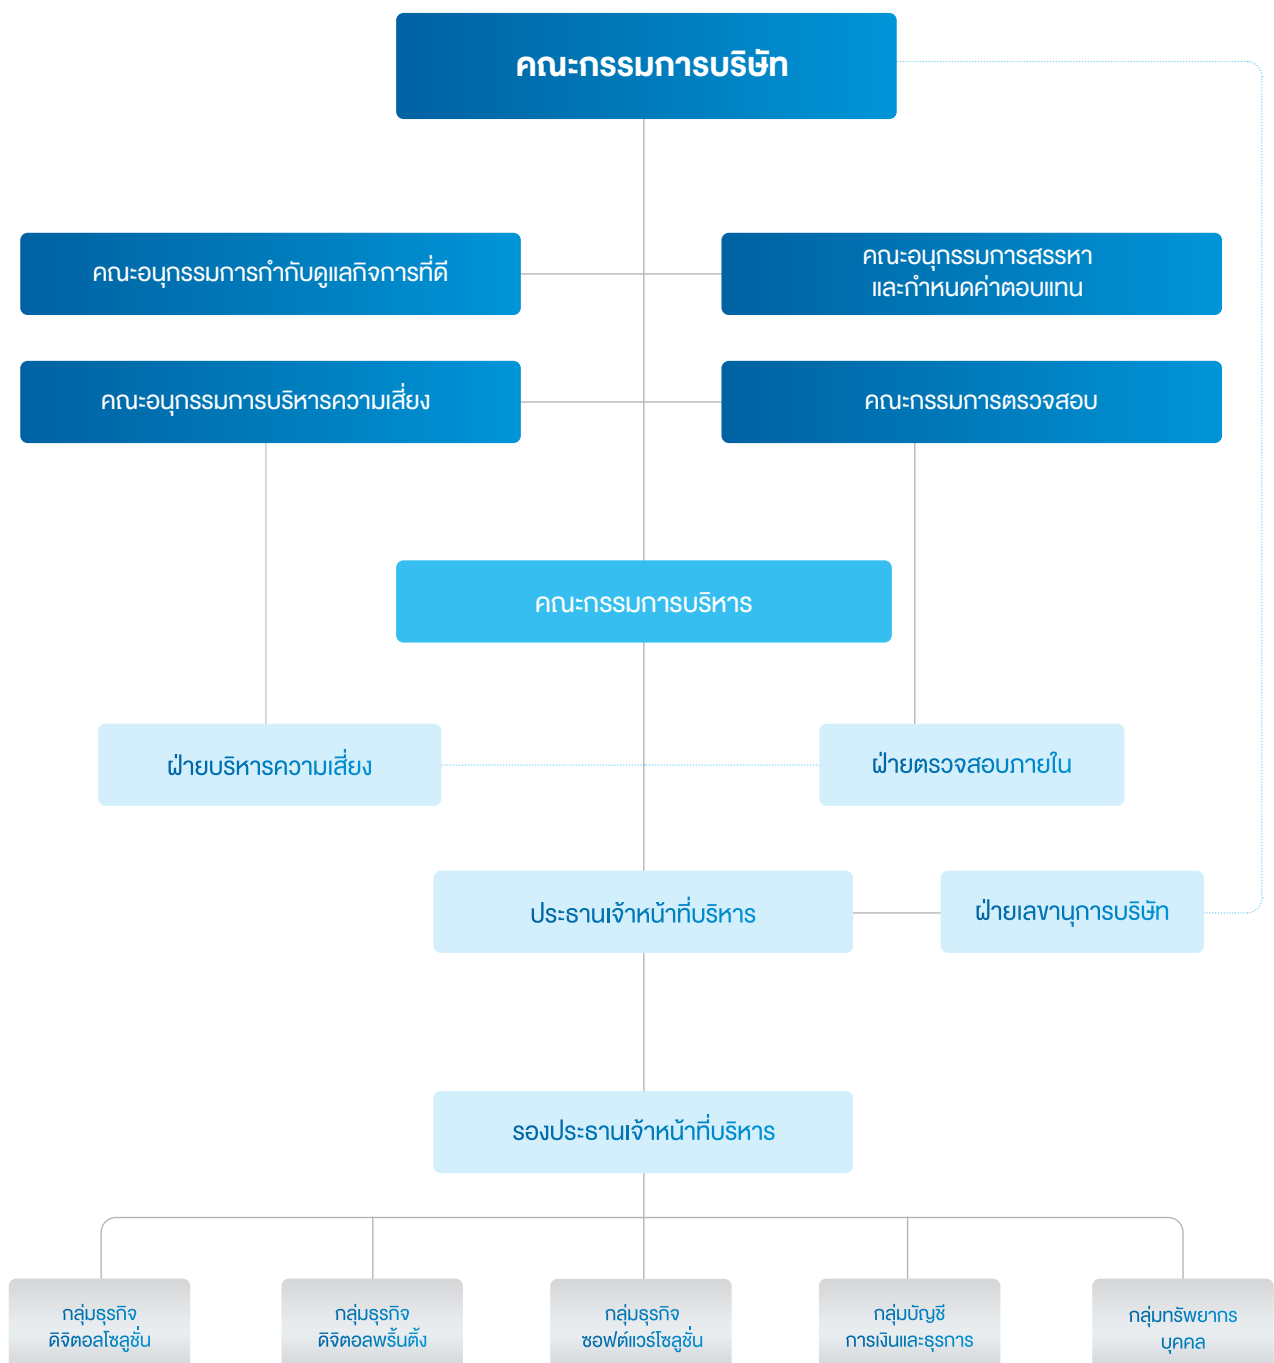 คณะกรรมการบริษัท
คณะอนุกรรมการกำกับดูแลกิจการที่ดี
คณะอนุกรรมการสรรหา
และกำหนดค่าตอบแทน
คณะอนุกรรมการบริหารความเสี่ยง
คณะกรรมการตรวจสอบ
คณะกรรมการบริหาร
ฝ่ายบริหารความเสี่ยง
ฝ่ายตรวจสอบภายใน
ประธานเจ้าหน้าที่บริหาร
ฝ่ายเลขานุการบริษัท
รองประธานเจ้าหน้าที่บริหาร
กลุ่มธุรกิจ
ดิจิตอลโซลูชั่น
กลุ่มธุรกิจ
ดิจิตอลพริ้นติ้ง
กลุ่มธุรกิจ
ซอฟต์แวร์โซลูชั่น
กลุ่มบัญชี
การเงินและธุรการ
กลุ่มทรัพยากร
บุคคล